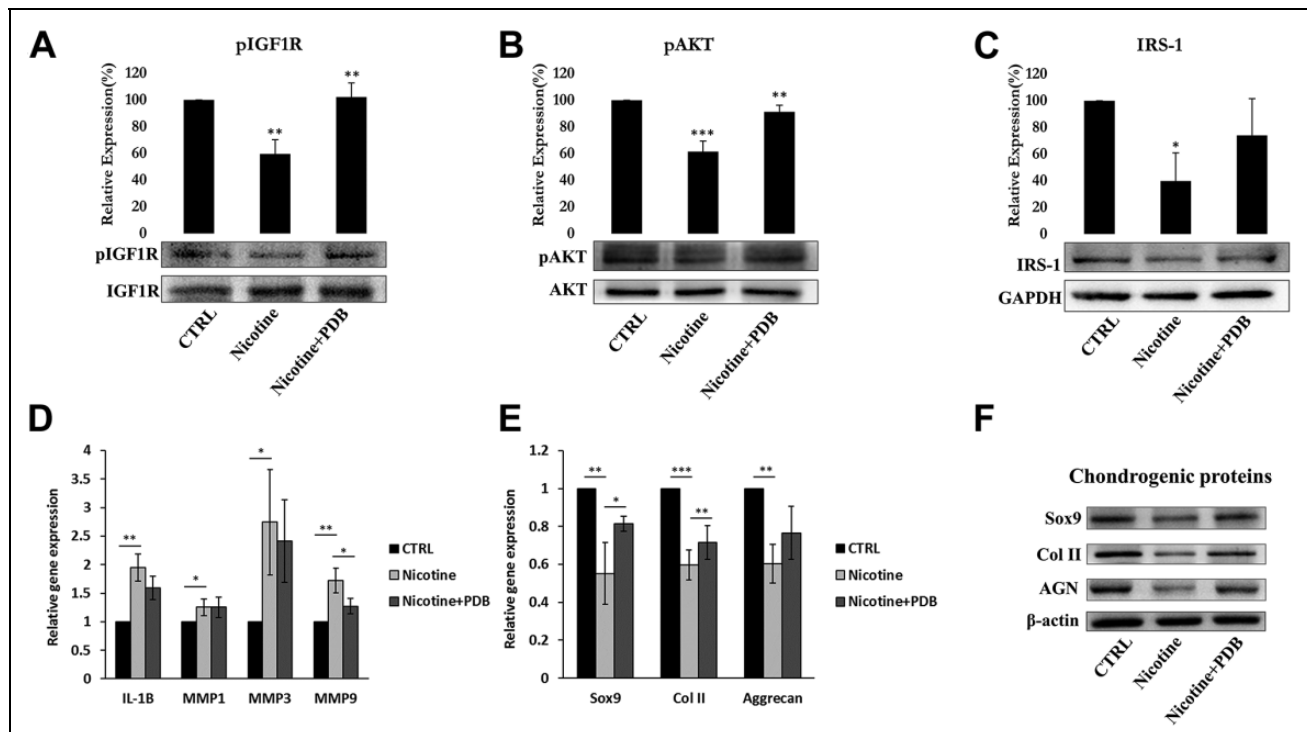 A
pIGF1R
Relative Expression(%)
120
100
80
60
40
20
0
**
**
pIGF1R
IGF1R
CTRL
Nicotine
Nicotine+PDB
B
pAKT
Relative Expression(%)
120
100
80
60
40
20
0
***
**
pAKT
AKT
CTRL
Nicotine
Nicotine+PDB
C
IRS-1
Relative Expression(%)
120
100
80
60
40
20
0
*
IRS-1
GAPDH
CTRL
Nicotine
Nicotine+PDB
D
Relative gene expression
4
3.5
3
2.5
2
1.5
1
0.5
0
**
*
*
**
*
IL-1B MMP1 MMP3 MMP9
CTRL
Nicotine
Nicotine+PDB
E
Relative gene expression
1.2
1
0.8
0.6
0.4
0.2
0
**
*
***
**
**
Sox9 Col II Aggrecan
CTRL
Nicotine
Nicotine+PDB
F
Chondrogenic proteins
Sox9
Col II
AGN
β-actin
CTRL
Nicotine
Nicotine+PDB